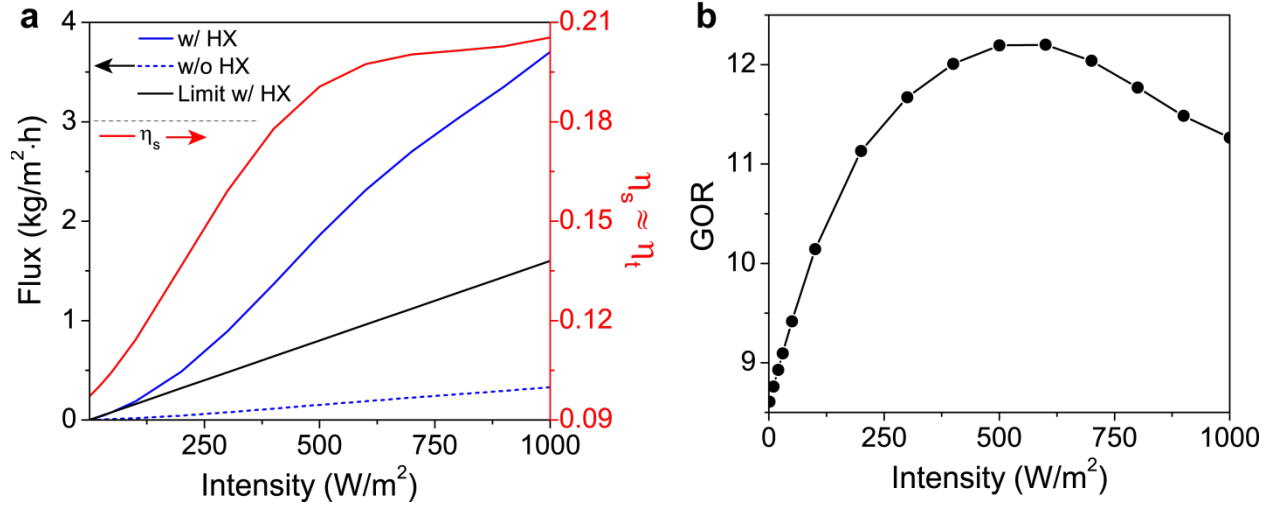 a
4
3
2
1
0
Flux (kg/m²·h)
w/ HX
w/o HX
Limit w/ HX
ηs
0.21
0.18
0.15
0.12
0.09
ηs ≈ ηt
250
500
750
1000
Intensity (W/m²)
b
12
11
10
9
GOR
0
250
500
750
1000
Intensity (W/m²)